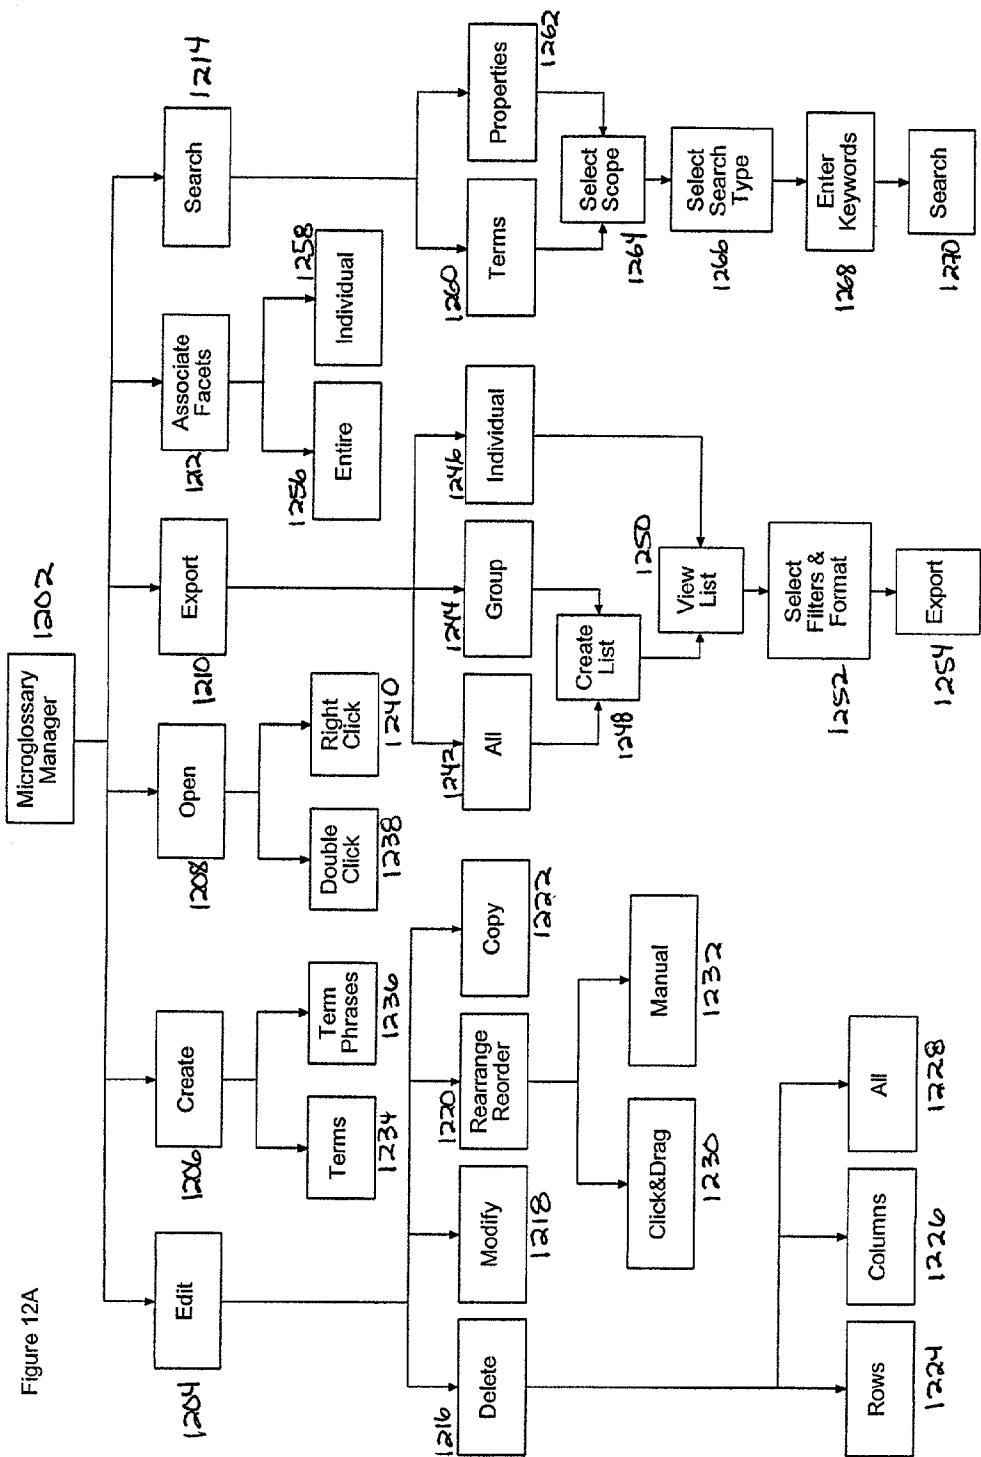 Figure 12A
Microglossary
Manager
1202
Edit
1204
Create
1206
Open
1208
Export
1210
Associate
Facets
1212
Search
1214
Terms
1234
Term
Phrases
1236
Double
Click
1238
Right
Click
1240
Entire
1256
Individual
1258
Delete
1216
Modify
1218
Rearrange
Reorder
1220
Copy
1222
All
1242
Group
1244
Individual
1246
Terms
1260
Properties
1262
Click&Drag
1230
Manual
1232
Create
List
1248
View
List
1250
Select
Filters &
Format
1252
Export
1254
Select
Scope
1264
Select
Search
Type
1266
Enter
Keywords
1268
Search
1270
Rows
1224
Columns
1226
All
1228